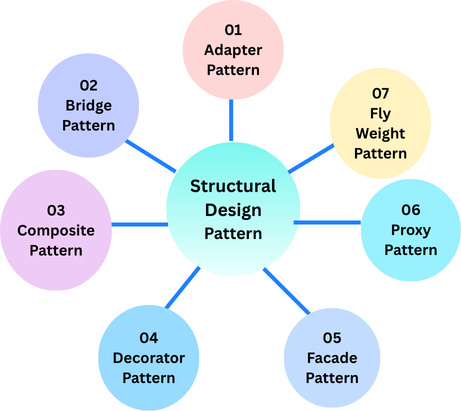 01
Adapter
Pattern
02
Bridge
Pattern
07
Fly
Weight
Pattern
Structural
Design
Pattern
03
Composite
Pattern
06
Proxy
Pattern
04
Decorator
Pattern
05
Facade
Pattern